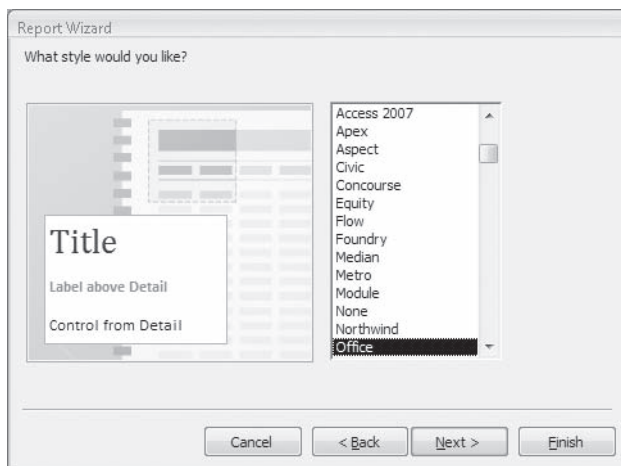 Report Wizard
What style would you like?
Title
Label above Detail
Control from Detail
Access 2007
Apex
Aspect
Civic
Concourse
Equity
Flow
Foundry
Median
Metro
Module
None
Northwind
Office
Cancel
< Back
Next >
Finish